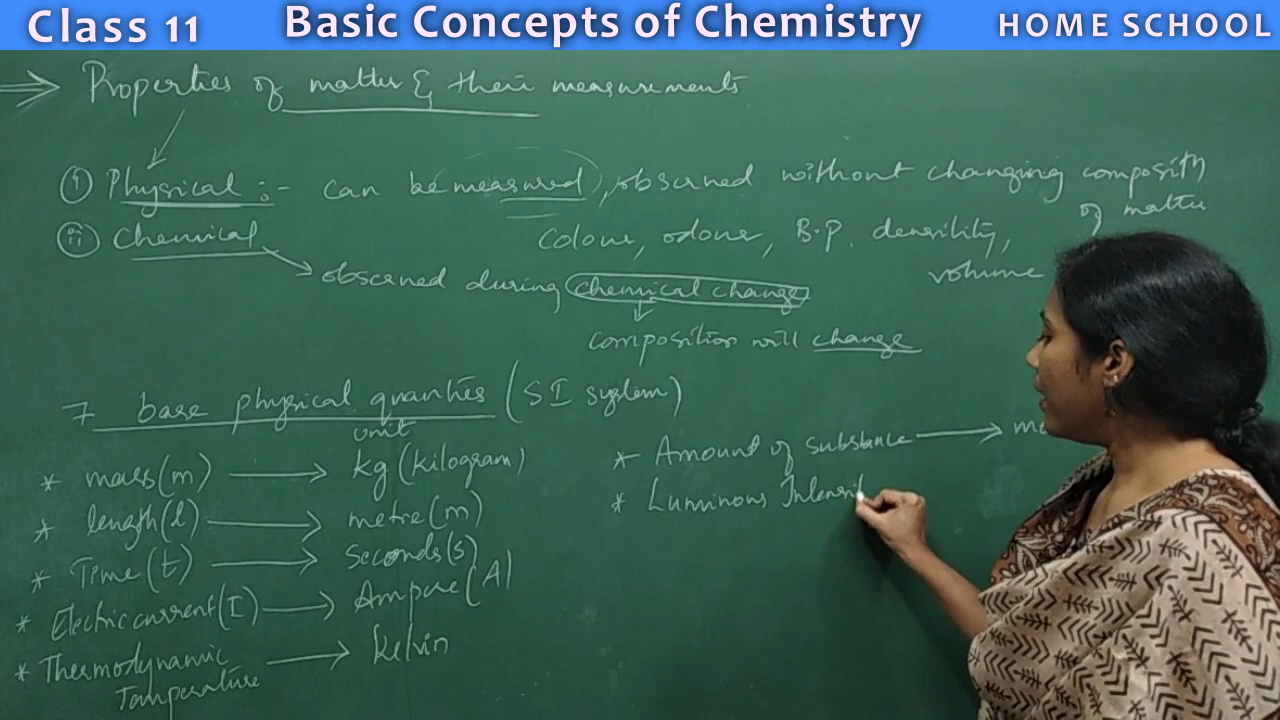 Class 11
Basic Concepts of Chemistry
HOME SCHOOL
Properties of matter & their measurements
(i) Physical :- can be measured, observed without changing composition
of matter
(ii) Chemical
colour, odour, B.P. density,
volume
observed during chemical change
composition will change
7 base physical quantities (SI system)
unit
* mass(m) → kg (kilogram)
* length(l) → metre(m)
* Time(t) → seconds(s)
* Electric current(I) → Ampere(A)
* Thermodynamic → Kelvin
Temperature
* Amount of substance →
* Luminous